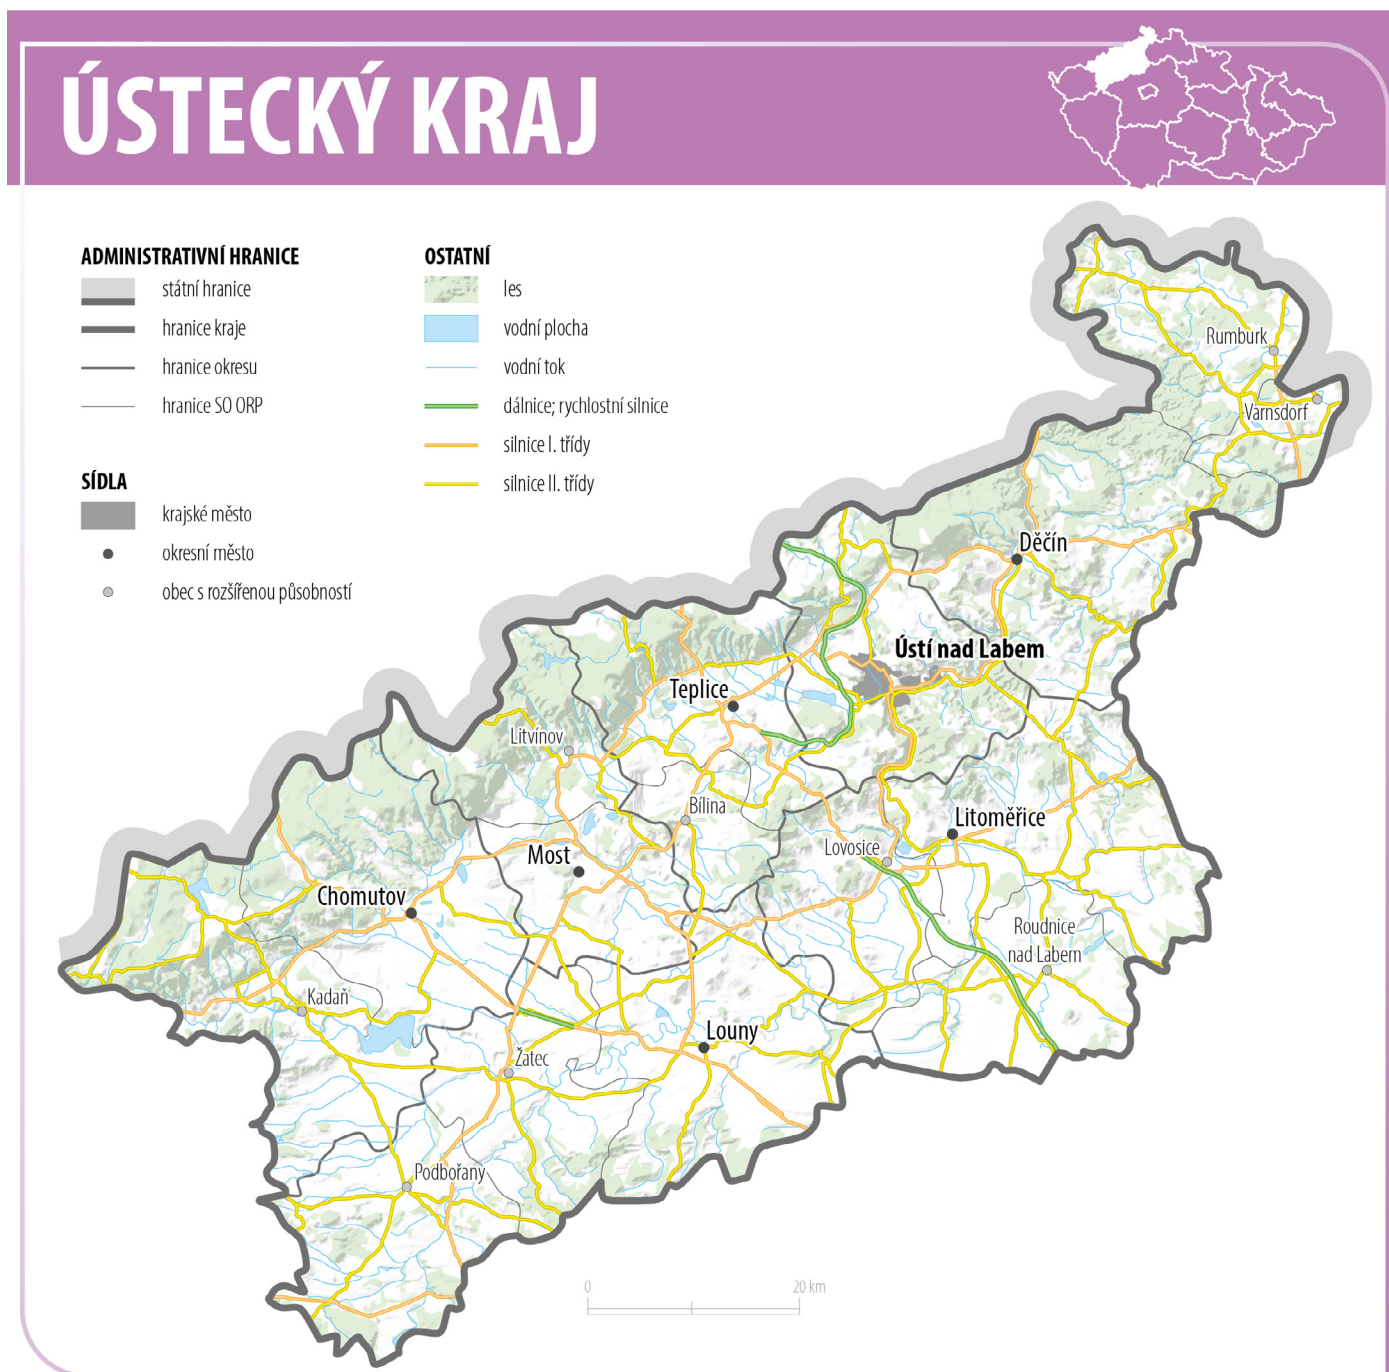 ÚSTECKÝ KRAJ
ADMINISTRATIVNÍ HRANICE
státní hranice
hranice kraje
hranice okresu
hranice SO ORP
SÍDLA
krajské město
okresní město
obec s rozšířenou působností
OSTATNÍ
les
vodní plocha
vodní tok
dálnice; rychlostní silnice
silnice I. třídy
silnice II. třídy
Rumburk
Varnsdorf
Děčín
Ústí nad Labem
Teplice
Litvínov
Bílina
Litoměřice
Lovosice
Most
Chomutov
Roudnice
nad Labem
Kadaň
Louny
Žatec
Podbořany
0 20 km